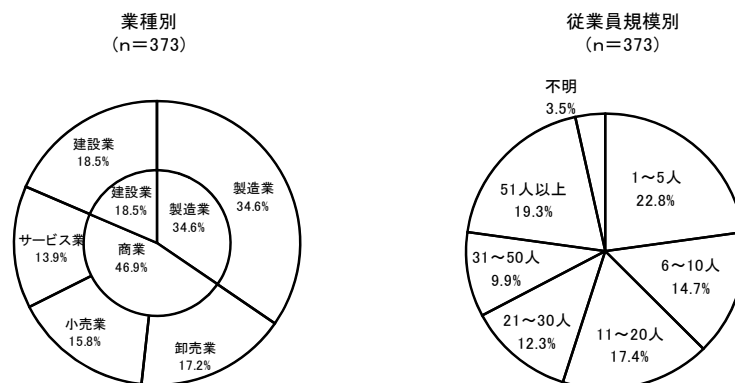 業種別
(n＝373)
建設業
18.5%
製造業
34.6%
建設業
18.5%
製造業
34.6%
サービス業
13.9%
商業
46.9%
小売業
15.8%
卸売業
17.2%
従業員規模別
(n＝373)
不明
3.5%
1～5人
22.8%
51人以上
19.3%
6～10人
14.7%
31～50人
9.9%
21～30人
12.3%
11～20人
17.4%